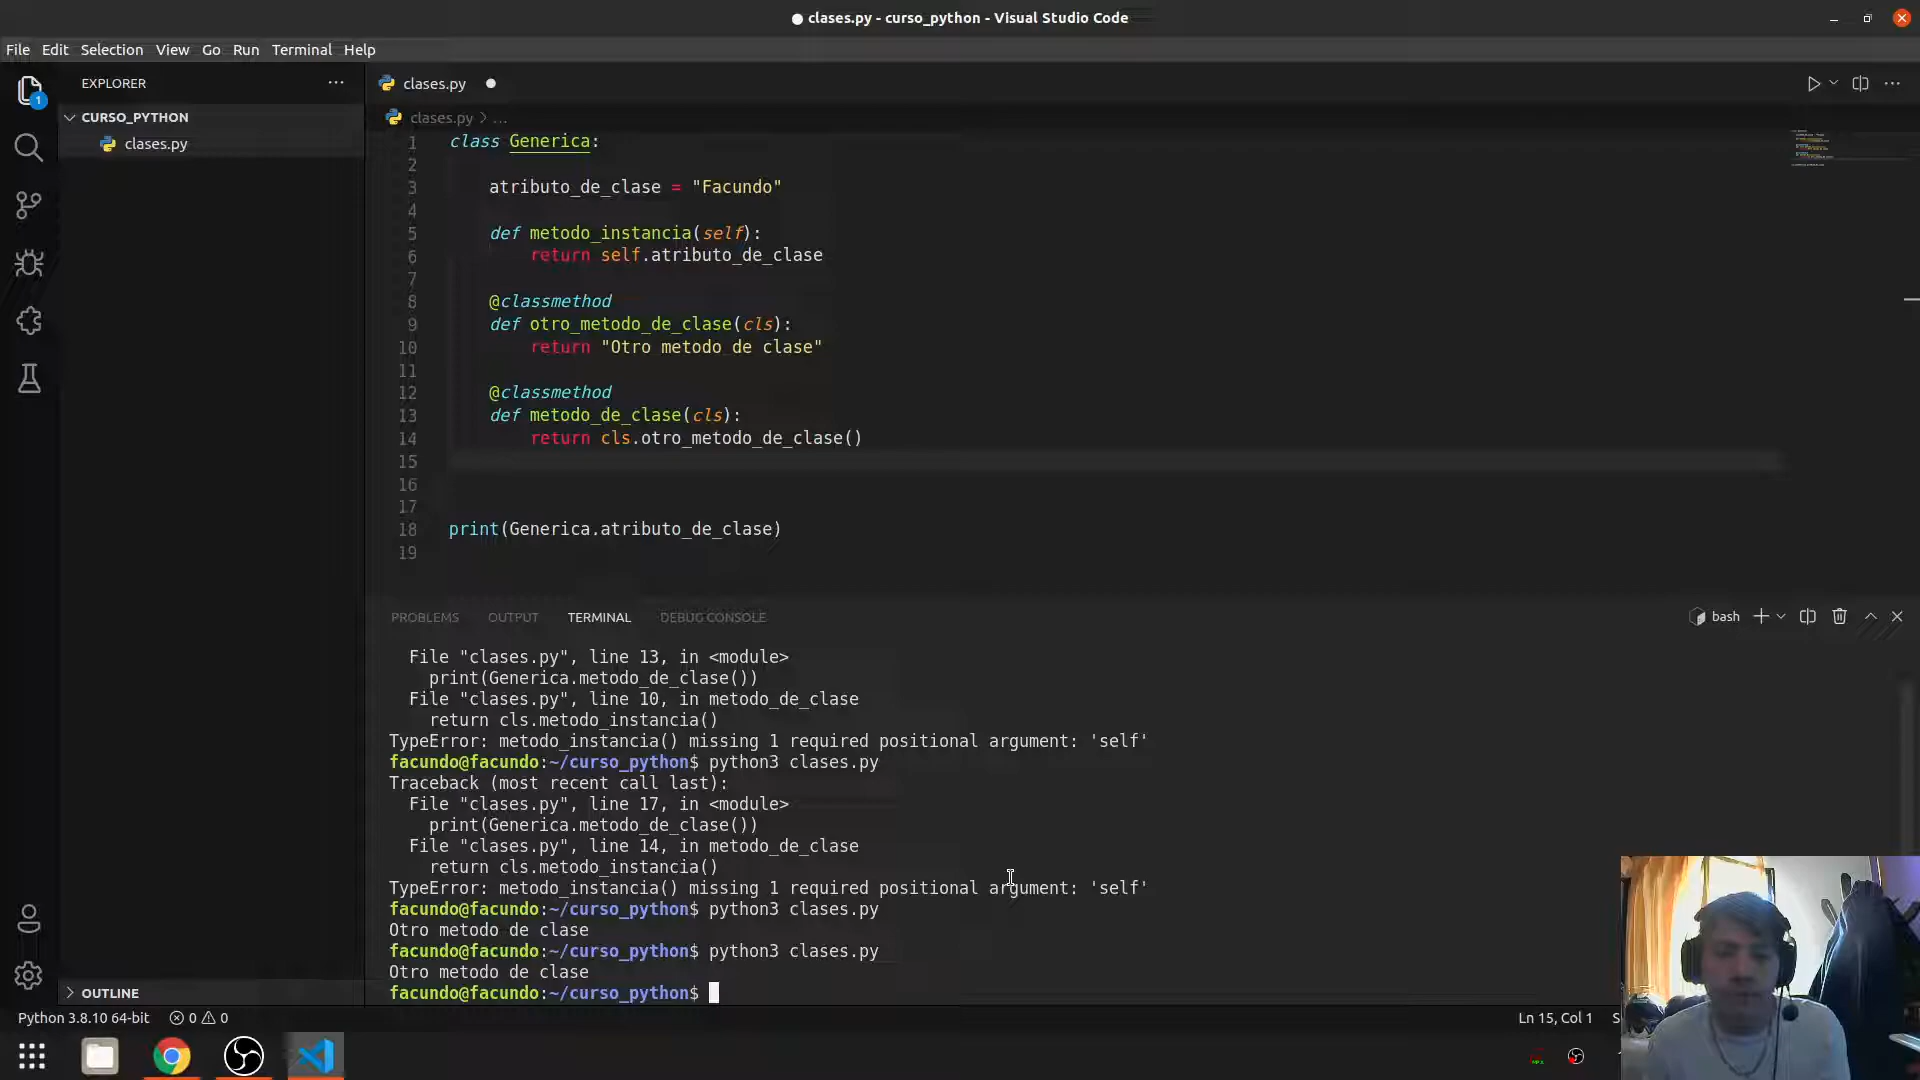 ● clases.py - curso_python - Visual Studio Code
File Edit Selection View Go Run Terminal Help
EXPLORER
CURSO_PYTHON
clases.py
OUTLINE
1
clases.py
clases.py > ...
1 class Generica:
2
3 atributo_de_clase = "Facundo"
4
5 def metodo_instancia(self):
6 return self.atributo_de_clase
7
8 @classmethod
9 def otro_metodo_de_clase(cls):
10 return "Otro metodo de clase"
11
12 @classmethod
13 def metodo_de_clase(cls):
14 return cls.otro_metodo_de_clase()
15
16
17
18 print(Generica.atributo_de_clase)
19
PROBLEMS OUTPUT TERMINAL DEBUG CONSOLE
bash
File "clases.py", line 13, in <module>
print(Generica.metodo_de_clase())
File "clases.py", line 10, in metodo_de_clase
return cls.metodo_instancia()
TypeError: metodo_instancia() missing 1 required positional argument: 'self'
facundo@facundo:~/curso_python$ python3 clases.py
Traceback (most recent call last):
File "clases.py", line 17, in <module>
print(Generica.metodo_de_clase())
File "clases.py", line 14, in metodo_de_clase
return cls.metodo_instancia()
TypeError: metodo_instancia() missing 1 required positional argument: 'self'
facundo@facundo:~/curso_python$ python3 clases.py
Otro metodo de clase
facundo@facundo:~/curso_python$ python3 clases.py
Otro metodo de clase
facundo@facundo:~/curso_python$
Python 3.8.10 64-bit 0 0
Ln 15, Col 1